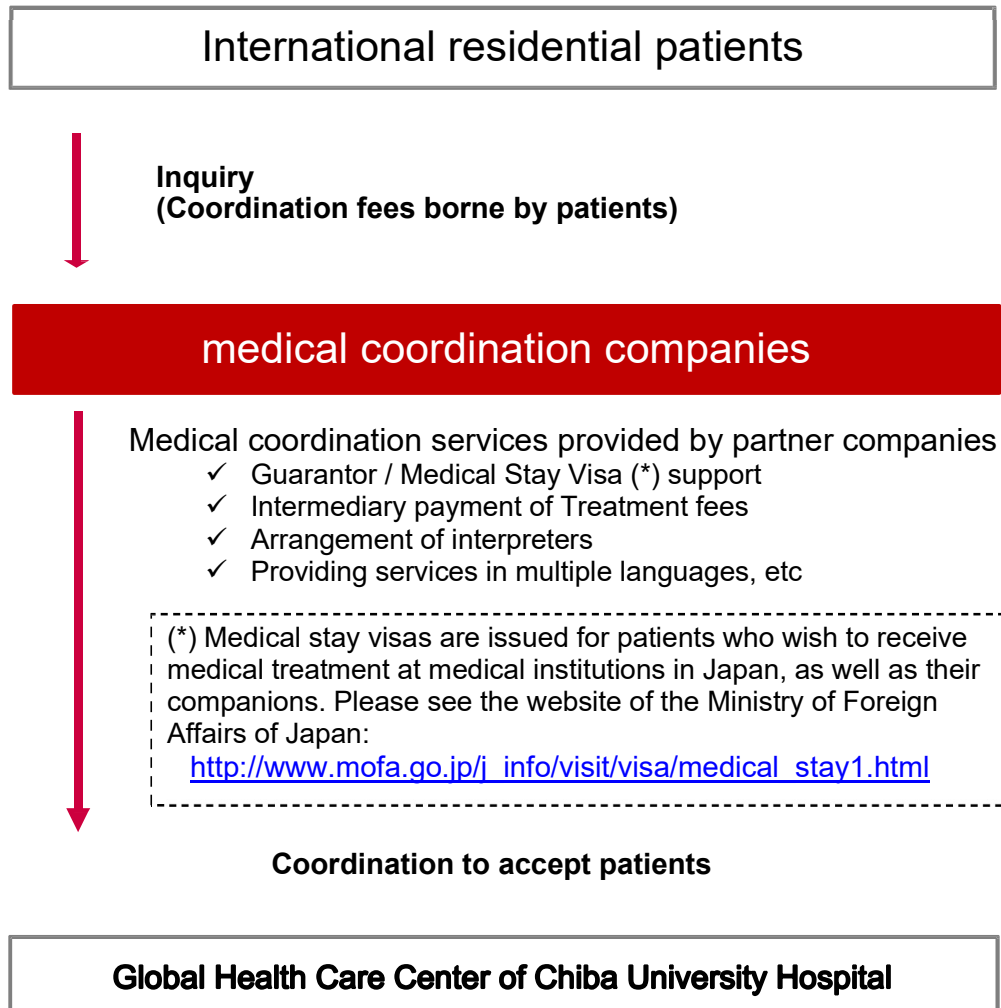 International residential patients
Inquiry
(Coordination fees borne by patients)
medical coordination companies
Medical coordination services provided by partner companies
✓ Guarantor / Medical Stay Visa (*) support
✓ Intermediary payment of Treatment fees
✓ Arrangement of interpreters
✓ Providing services in multiple languages, etc
(*) Medical stay visas are issued for patients who wish to receive
medical treatment at medical institutions in Japan, as well as their
companions. Please see the website of the Ministry of Foreign
Affairs of Japan:
http://www.mofa.go.jp/j_info/visit/visa/medical_stay1.html
Coordination to accept patients
Global Health Care Center of Chiba University Hospital